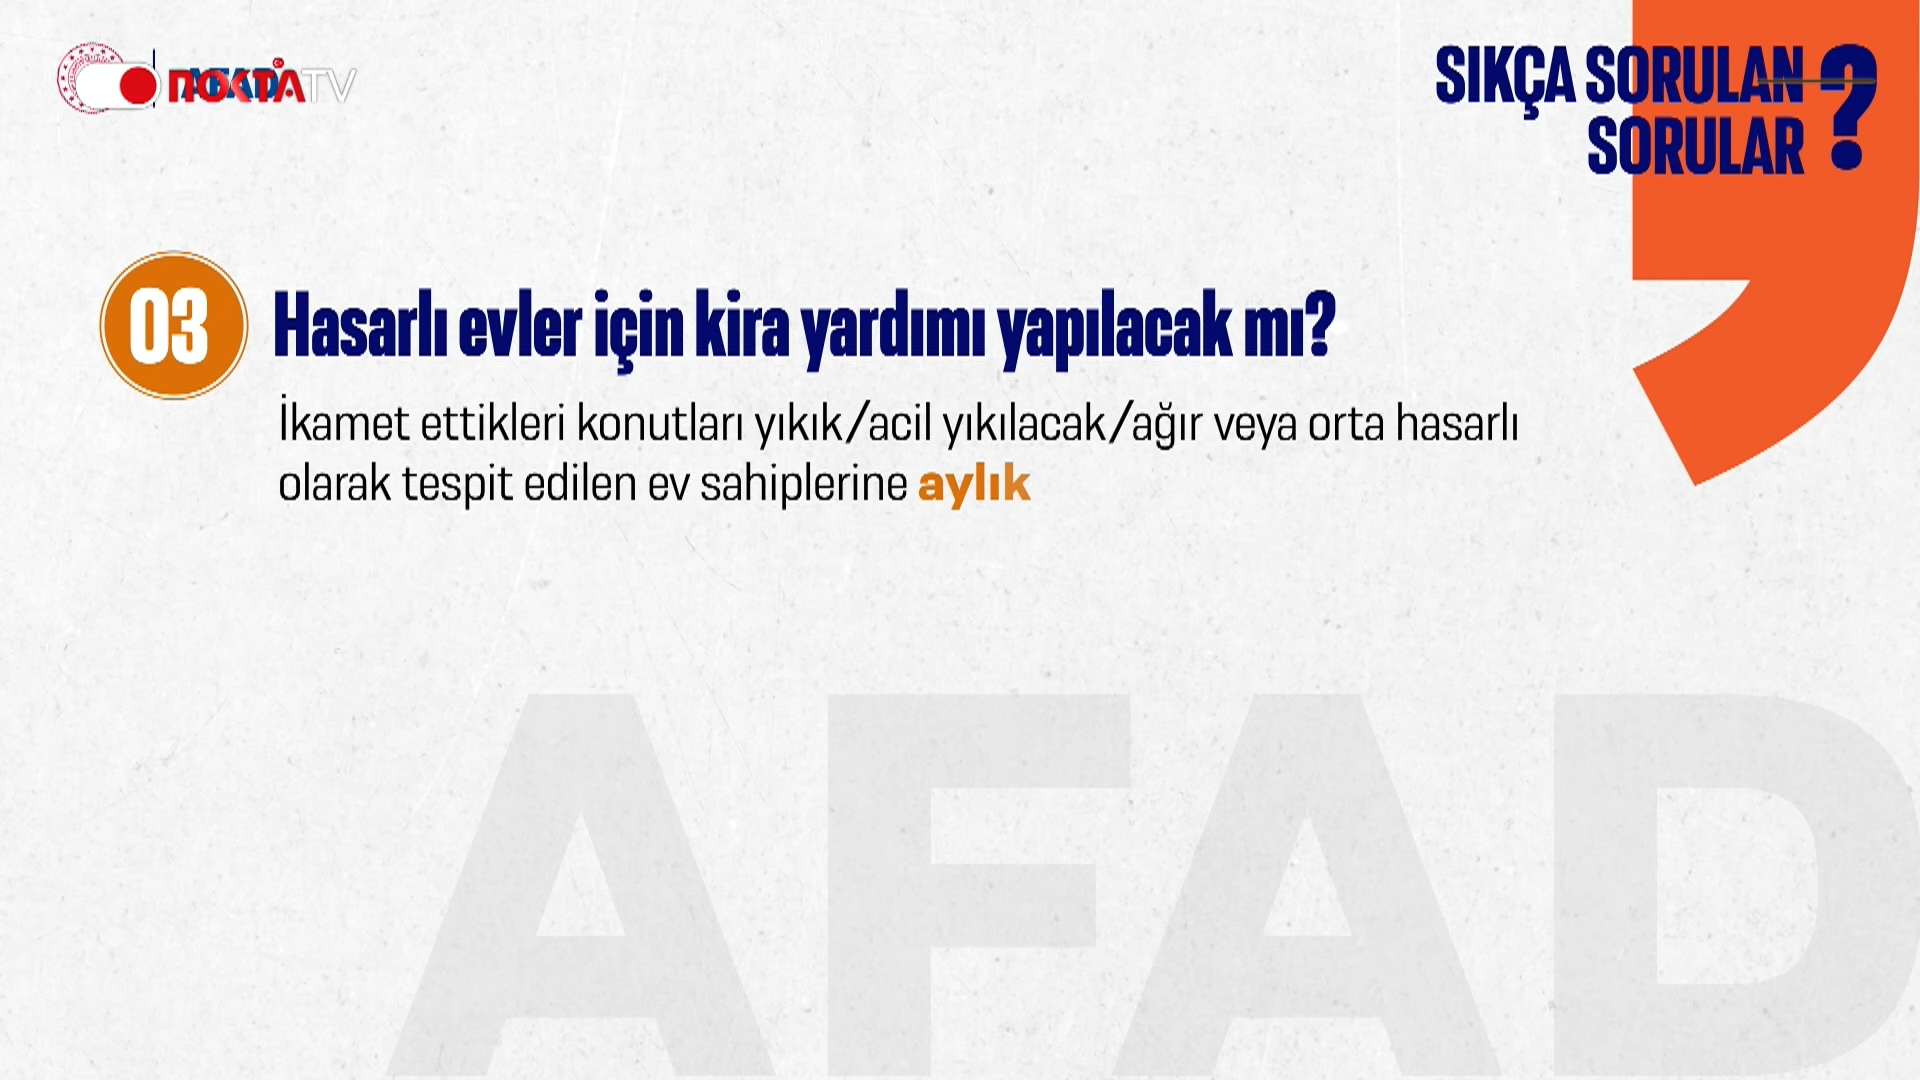 AFAD
NOKTA TV
SIKÇA SORULAN
SORULAR ?
03
Hasarlı evler için kira yardımı yapılacak mı?
İkamet ettikleri konutları yıkık/acil yıkılacak/ağır veya orta hasarlı
olarak tespit edilen ev sahiplerine aylık
AFAD